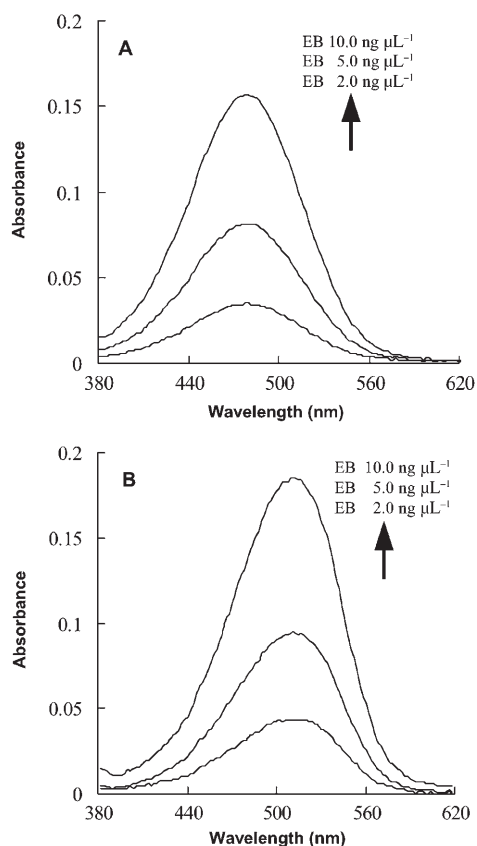 0.2
A
EB 10.0 ng µL⁻¹
EB 5.0 ng µL⁻¹
EB 2.0 ng µL⁻¹
0.15
0.1
0.05
0
Absorbance
380 440 500 560 620
Wavelength (nm)
0.2
B
EB 10.0 ng µL⁻¹
EB 5.0 ng µL⁻¹
EB 2.0 ng µL⁻¹
0.15
0.1
0.05
0
Absorbance
380 440 500 560 620
Wavelength (nm)